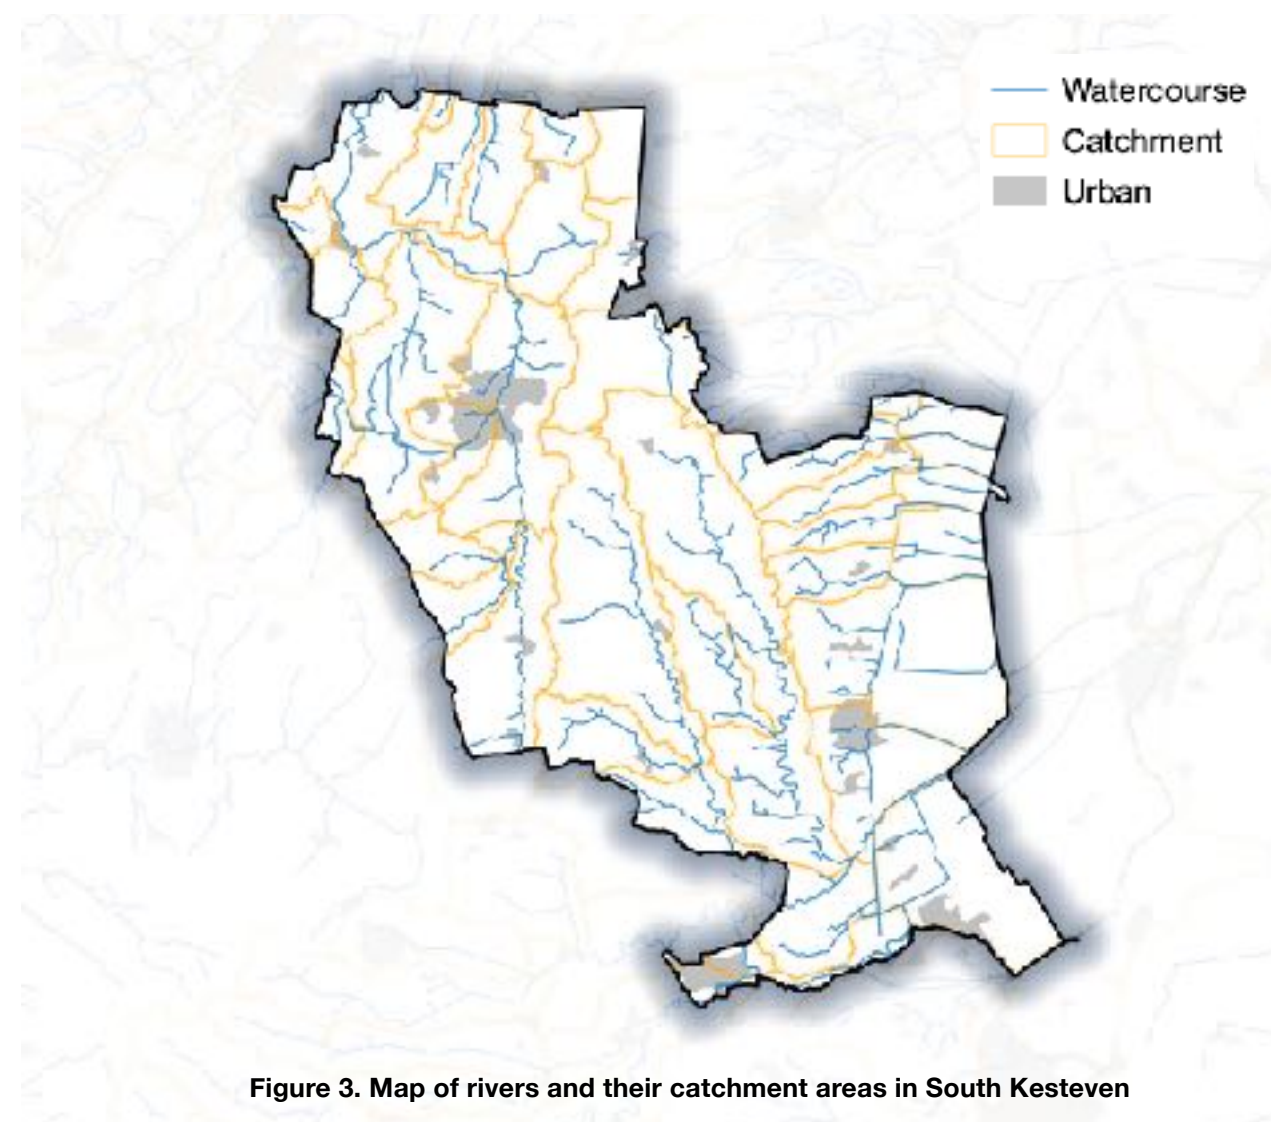 Watercourse
Catchment
Urban
Figure 3. Map of rivers and their catchment areas in South Kesteven